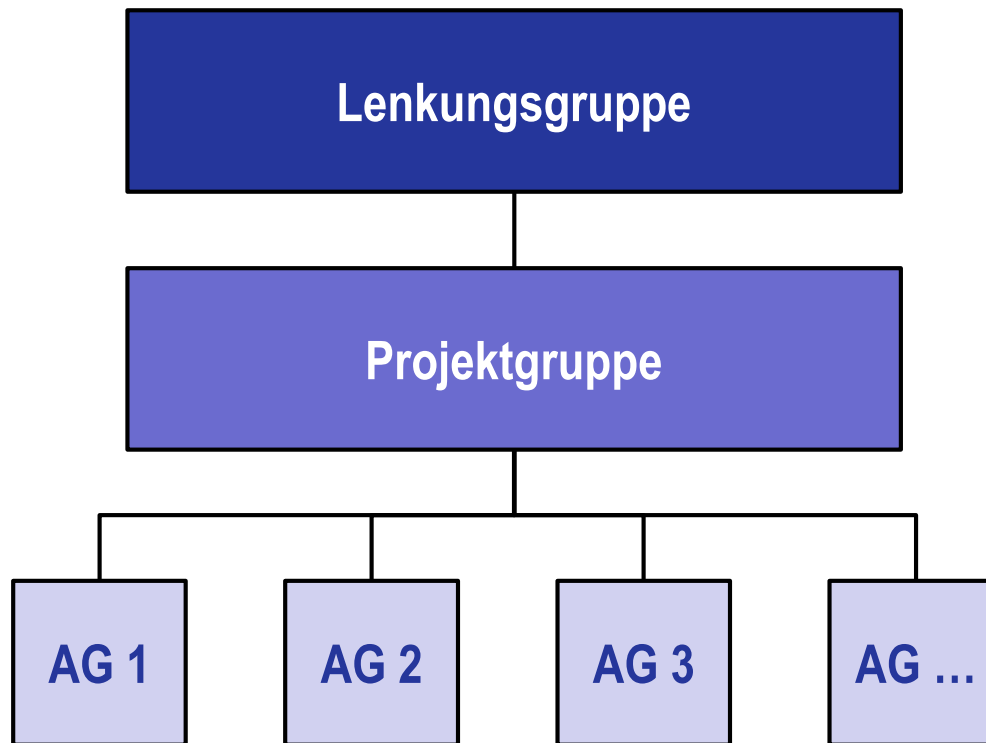 Lenkungsgruppe
Projektgruppe
AG 1
AG 2
AG 3
AG …